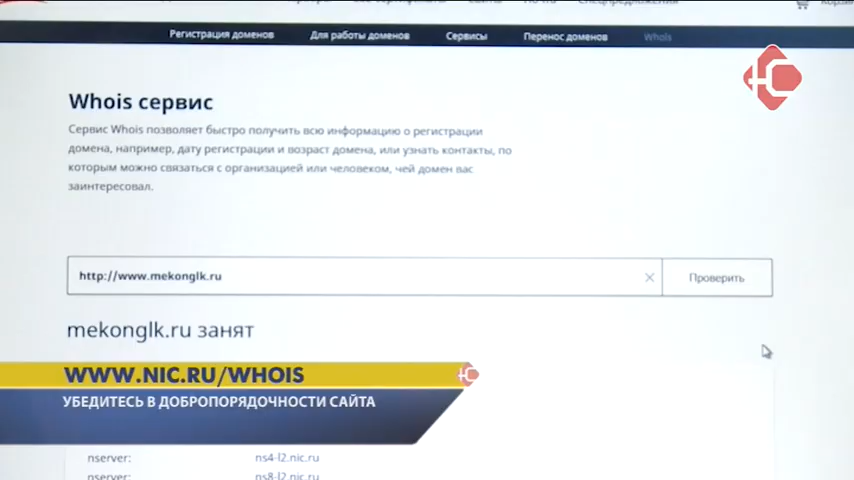 Регистрация доменов
Для работы доменов
Сервисы
Перенос доменов
Whois
Whois сервис
Сервис Whois позволяет быстро получить всю информацию о регистрации
домена, например, дату регистрации и возраст домена, или узнать контакты, по
которым можно связаться с организацией или человеком, чей домен вас
заинтересовал.
http://www.mekonglk.ru
Проверить
mekonglk.ru занят
WWW.NIC.RU/WHOIS
УБЕДИТЕСЬ В ДОБРОПОРЯДОЧНОСТИ САЙТА
nserver:
ns4-l2.nic.ru
nserver:
ns8-l2.nic.ru